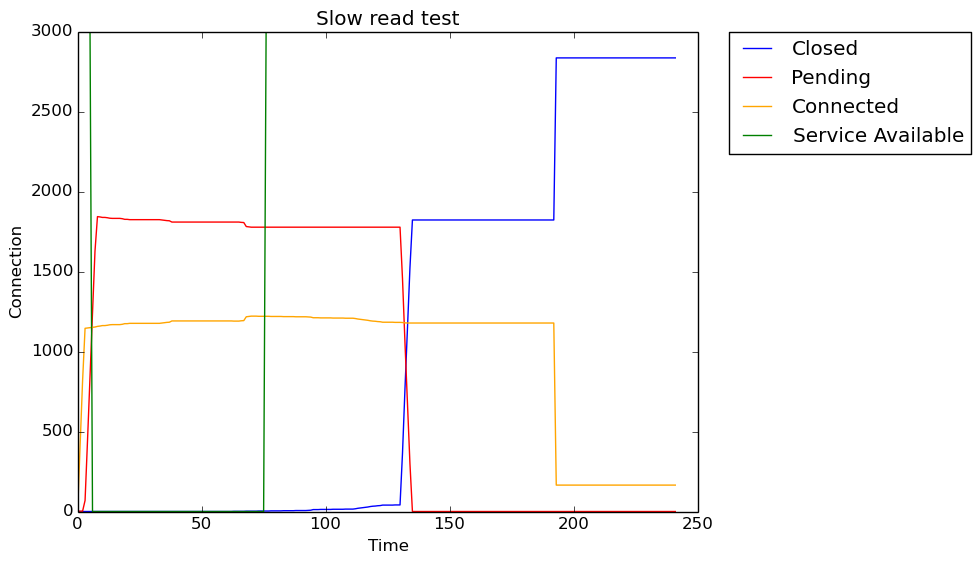 Slow read test
3000
2500
2000
1500
1000
500
0
Connection
0 50 100 150 200 250
Time
Closed
Pending
Connected
Service Available